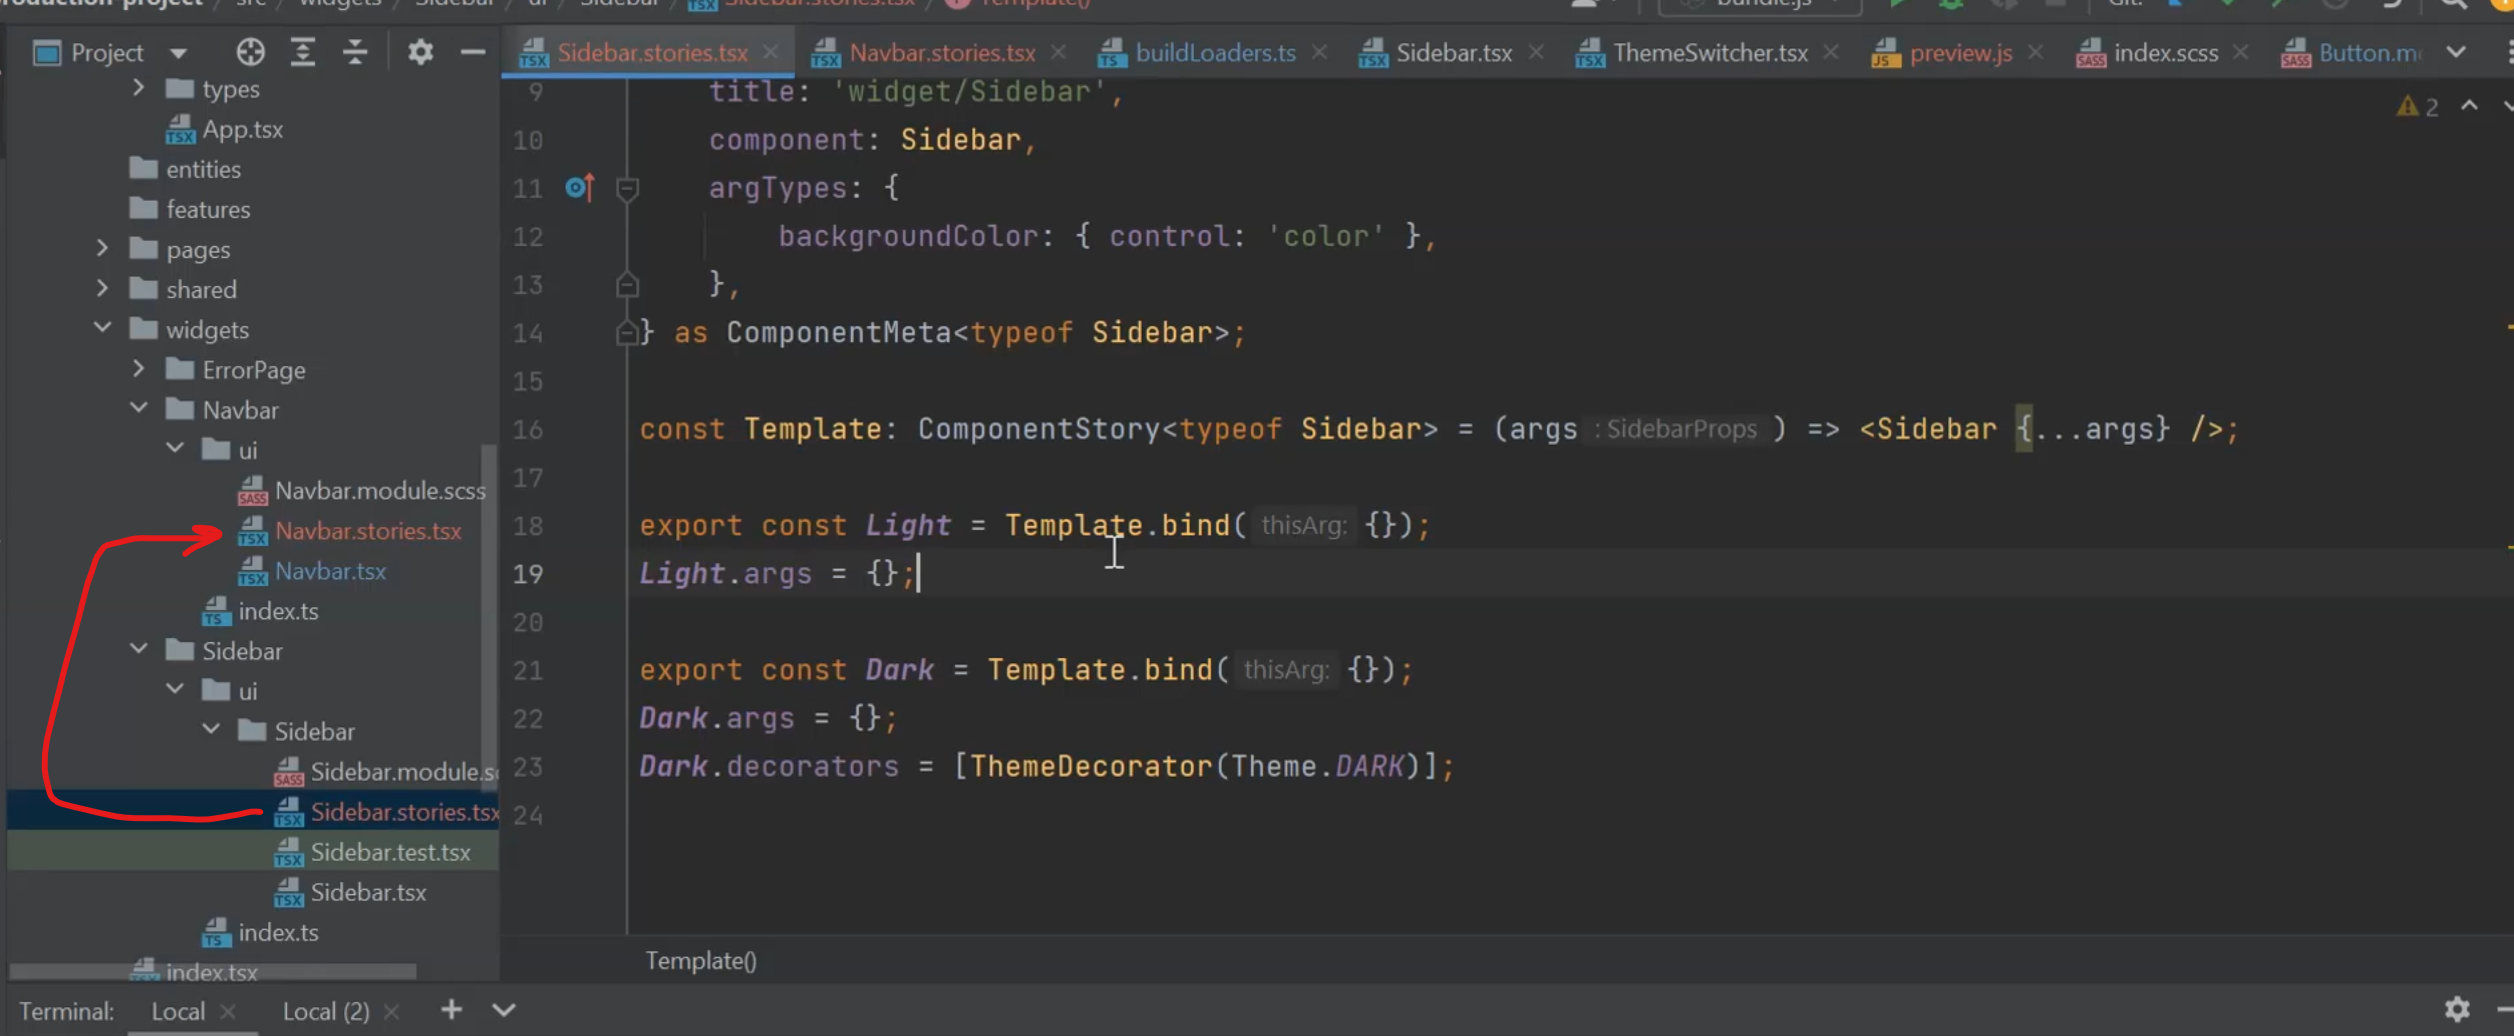 roduction-project / src / widgets / Sidebar / ui / Sidebar / Sidebar.stories.tsx / Template()
bundle.js
Git:
Project
Sidebar.stories.tsx
Navbar.stories.tsx
buildLoaders.ts
Sidebar.tsx
ThemeSwitcher.tsx
preview.js
index.scss
Button.m
types
App.tsx
entities
features
pages
shared
widgets
ErrorPage
Navbar
ui
Navbar.module.scss
Navbar.stories.tsx
Navbar.tsx
index.ts
Sidebar
ui
Sidebar
Sidebar.module.sc
Sidebar.stories.tsx
Sidebar.test.tsx
Sidebar.tsx
index.ts
index.tsx
2
9 title: 'widget/Sidebar',
10 component: Sidebar,
11 argTypes: {
12 backgroundColor: { control: 'color' },
13 },
14 } as ComponentMeta<typeof Sidebar>;
15
16 const Template: ComponentStory<typeof Sidebar> = (args : SidebarProps ) => <Sidebar {...args} />;
17
18 export const Light = Template.bind( thisArg: {});
19 Light.args = {};
20
21 export const Dark = Template.bind( thisArg: {});
22 Dark.args = {};
23 Dark.decorators = [ThemeDecorator(Theme.DARK)];
24
Template()
Terminal: Local Local (2)